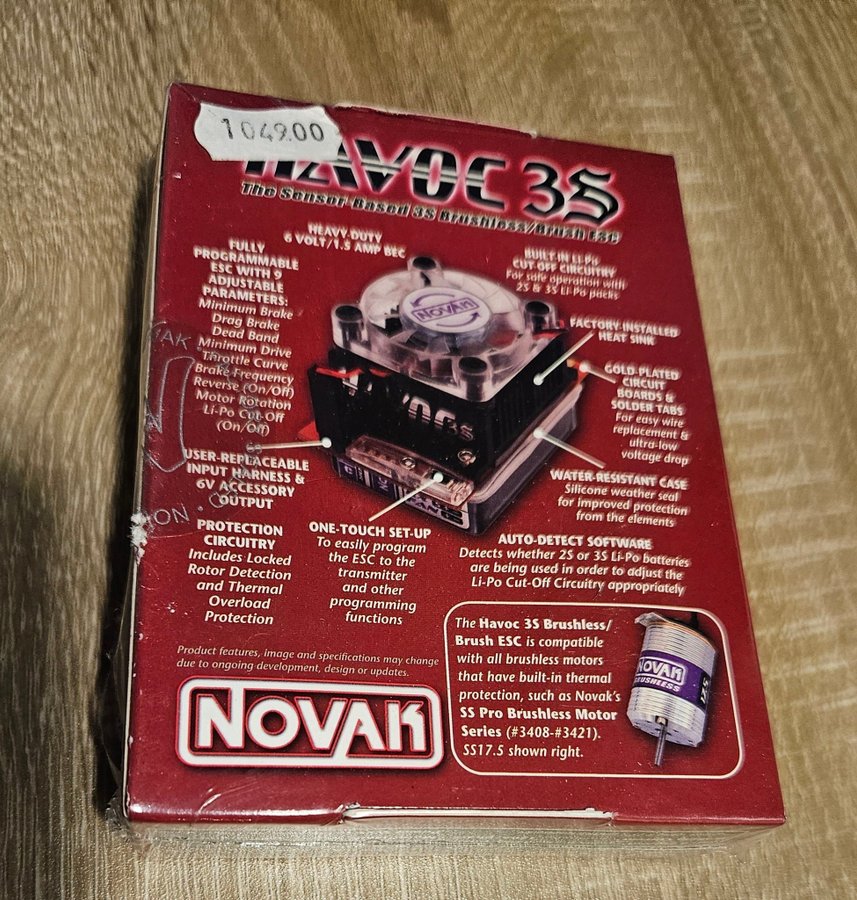 104900
HAVOC 3S
The Sensor-Based 3S Brushless/Brush ESC
HEAVY-DUTY
6 VOLT/1.5 AMP BEC
BUILT-IN Li-Po
CUT-OFF CIRCUITRY
For safe operation with
2S & 3S Li-Po packs
FULLY
PROGRAMMABLE
ESC WITH 9
ADJUSTABLE
PARAMETERS:
Minimum Brake
Drag Brake
Dead Band
Minimum Drive
Throttle Curve
Brake Frequency
Reverse (On/Off)
Motor Rotation
Li-Po Cut-Off
(On/Off)
NOVAK
FACTORY-INSTALLED
HEAT SINK
GOLD-PLATED
CIRCUIT
BOARDS &
SOLDER TABS
For easy wire
replacement &
ultra-low
voltage drop
HAVOC3S
USER-REPLACEABLE
INPUT HARNESS &
6V ACCESSORY
OUTPUT
WATER-RESISTANT CASE
Silicone weather seal
for improved protection
from the elements
PROTECTION
CIRCUITRY
Includes Locked
Rotor Detection
and Thermal
Overload
Protection
ONE-TOUCH SET-UP
To easily program
the ESC to the
transmitter
and other
programming
functions
AUTO-DETECT SOFTWARE
Detects whether 2S or 3S Li-Po batteries
are being used in order to adjust the
Li-Po Cut-Off Circuitry appropriately
Product features, image and specifications may change
due to ongoing development, design or updates.
NOVAK
The Havoc 3S Brushless/
Brush ESC is compatible
with all brushless motors
that have built-in thermal
protection, such as Novak's
SS Pro Brushless Motor
Series (#3408-#3421).
SS17.5 shown right.
NOVAK
BRUSHLESS
17.5